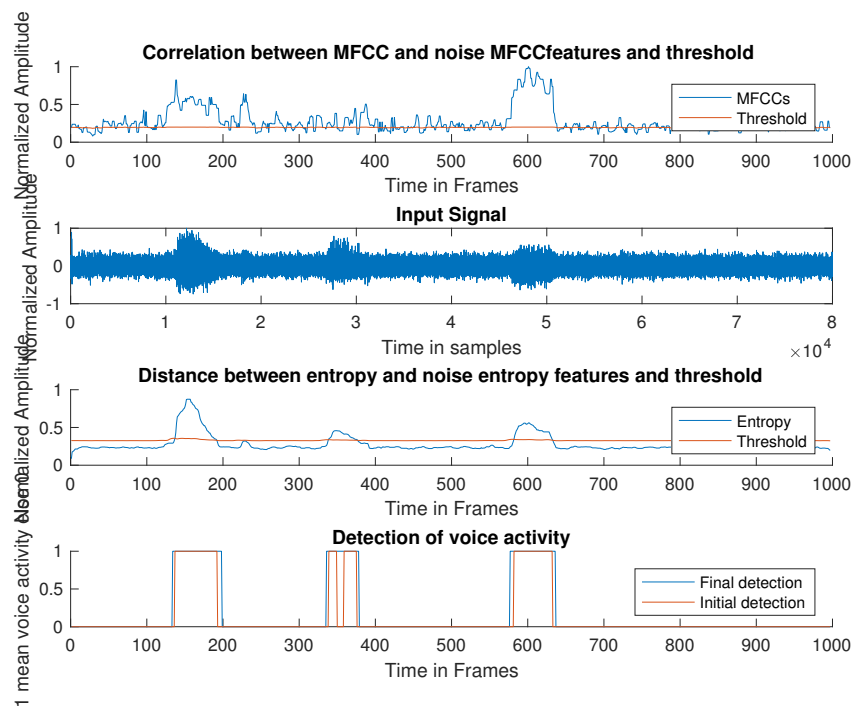 Correlation between MFCC and noise MFCCfeatures and threshold
Normalized Amplitude
1
0.5
0
MFCCs
Threshold
0 100 200 300 400 500 600 700 800 900 1000
Time in Frames
Input Signal
Normalized Amplitude
1
0
-1
0 1 2 3 4 5 6 7 8
Time in samples
×10^4
Distance between entropy and noise entropy features and threshold
Normalized Amplitude
1
0.5
0
Entropy
Threshold
0 100 200 300 400 500 600 700 800 900 1000
Time in Frames
Detection of voice activity
1 mean voice activity else 0
1
0.5
0
Final detection
Initial detection
0 100 200 300 400 500 600 700 800 900 1000
Time in Frames